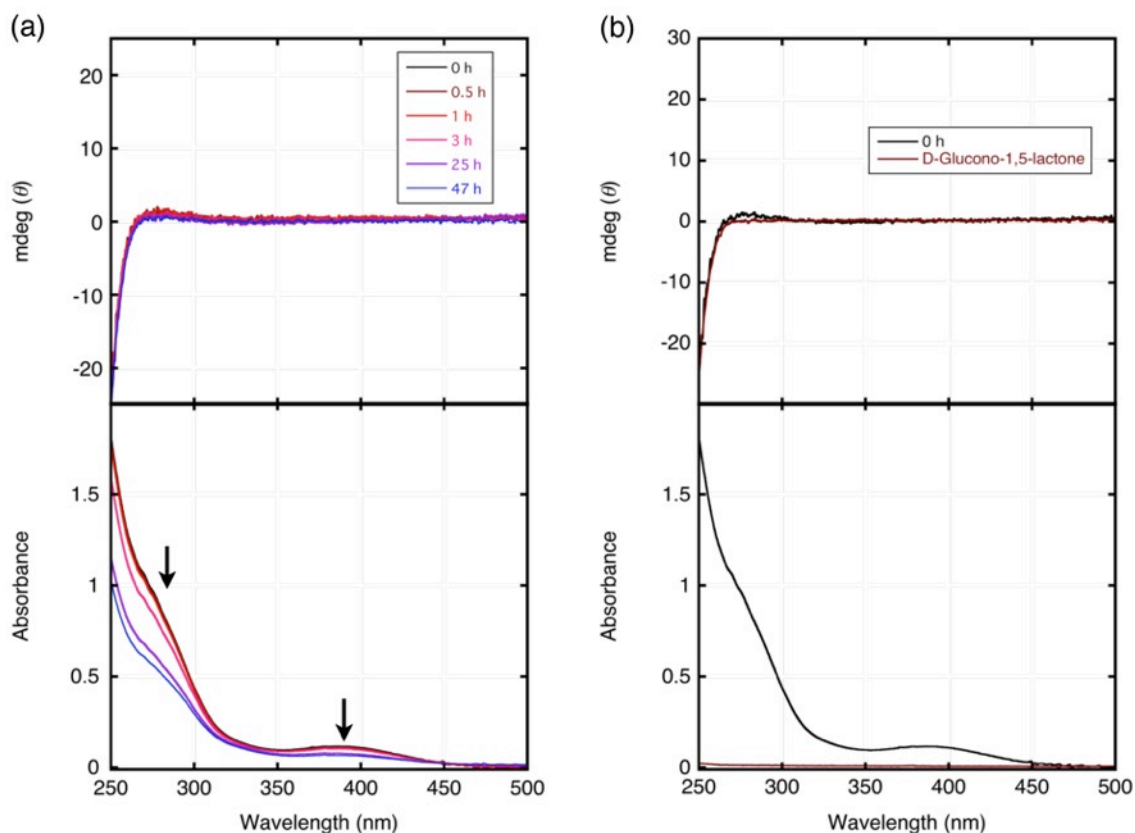 (a)
20
10
0
-10
-20
mdeg (θ)
0 h
0.5 h
1 h
3 h
25 h
47 h
1.5
1
0.5
0
Absorbance
250 300 350 400 450 500
Wavelength (nm)
(b)
30
20
10
0
-10
-20
mdeg (θ)
0 h
D-Glucono-1,5-lactone
1.5
1
0.5
0
Absorbance
250 300 350 400 450 500
Wavelength (nm)